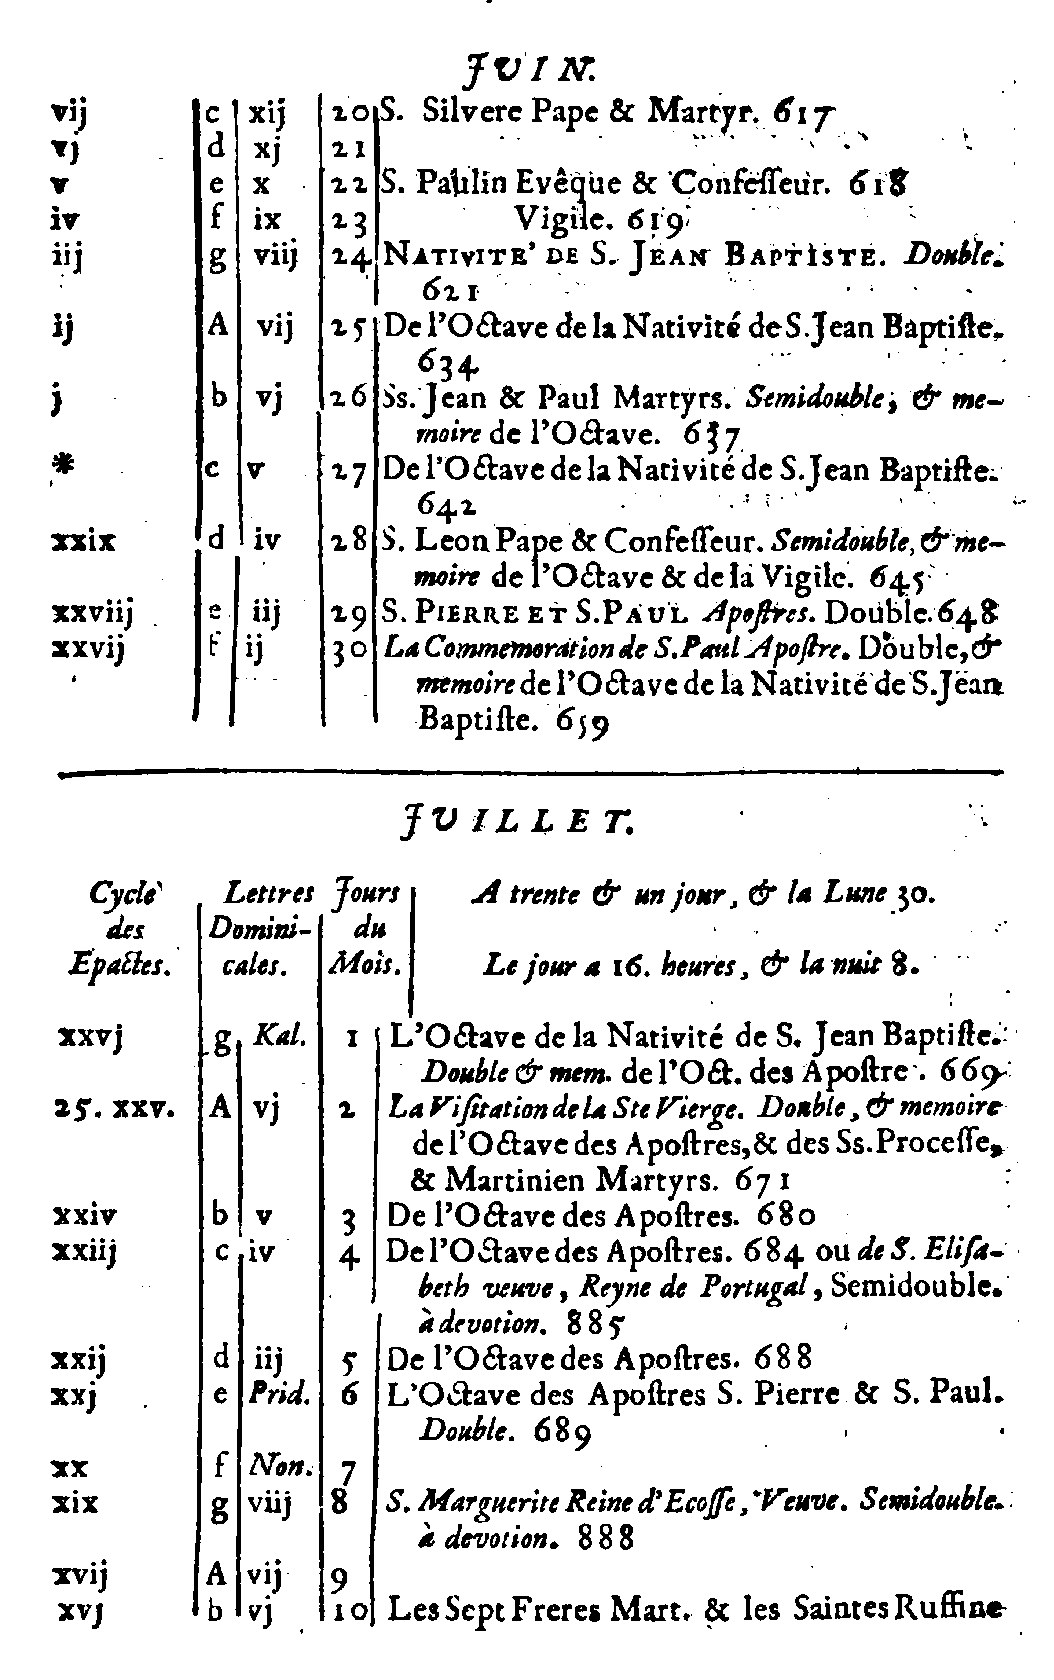 JUIN.
vij c xij 20 S. Silvere Pape & Martyr. 617
vj d xj 21
v e x 22 S. Paulin Evêque & Confeſſeur. 618
iv f ix 23 Vigile. 619
iij g viij 24 NATIVITE' DE S. JEAN BAPTISTE. Double.
621
ij A vij 25 De l'Octave de la Nativité de S. Jean Baptiſte.
634
j b vj 26 Ss. Jean & Paul Martyrs. Semidouble, & me-
moire de l'Octave. 637
* c v 27 De l'Octave de la Nativité de S. Jean Baptiſte.
642
xxix d iv 28 S. Leon Pape & Confeſſeur. Semidouble, & me-
moire de l'Octave & de la Vigile. 645
xxviij e iij 29 S. PIERRE ET S. PAUL Apoſtres. Double. 648
xxvij f ij 30 La Commemoration de S. Paul Apoſtre. Double, &
memoire de l'Octave de la Nativité de S. Jean
Baptiſte. 659
JUILLET.
Cycle Lettres Jours A trente & un jour, & la Lune 30.
des Domini- du
Epactes. cales. Mois. Le jour a 16. heures, & la nuit 8.
xxvj g Kal. 1 L'Octave de la Nativité de S. Jean Baptiſte.
Double & mem. de l'Oct. des Apoſtre . 669
25. xxv. A vj 2 La Viſitation de la Ste Vierge. Double, & memoire
de l'Octave des Apoſtres, & des Ss. Proceſſe,
& Martinien Martyrs. 671
xxiv b v 3 De l'Octave des Apoſtres. 680
xxiij c iv 4 De l'Octave des Apoſtres. 684 ou de S. Eliſa-
beth veuve, Reyne de Portugal, Semidouble.
à devotion. 885
xxij d iij 5 De l'Octave des Apoſtres. 688
xxj e Prid. 6 L'Octave des Apoſtres S. Pierre & S. Paul.
Double. 689
xx f Non. 7
xix g viij 8 S. Marguerite Reine d'Ecoſſe, Veuve. Semidouble.
à devotion. 888
xvij A vij 9
xvj b vj 10 Les Sept Freres Mart. & les Saintes Ruffine